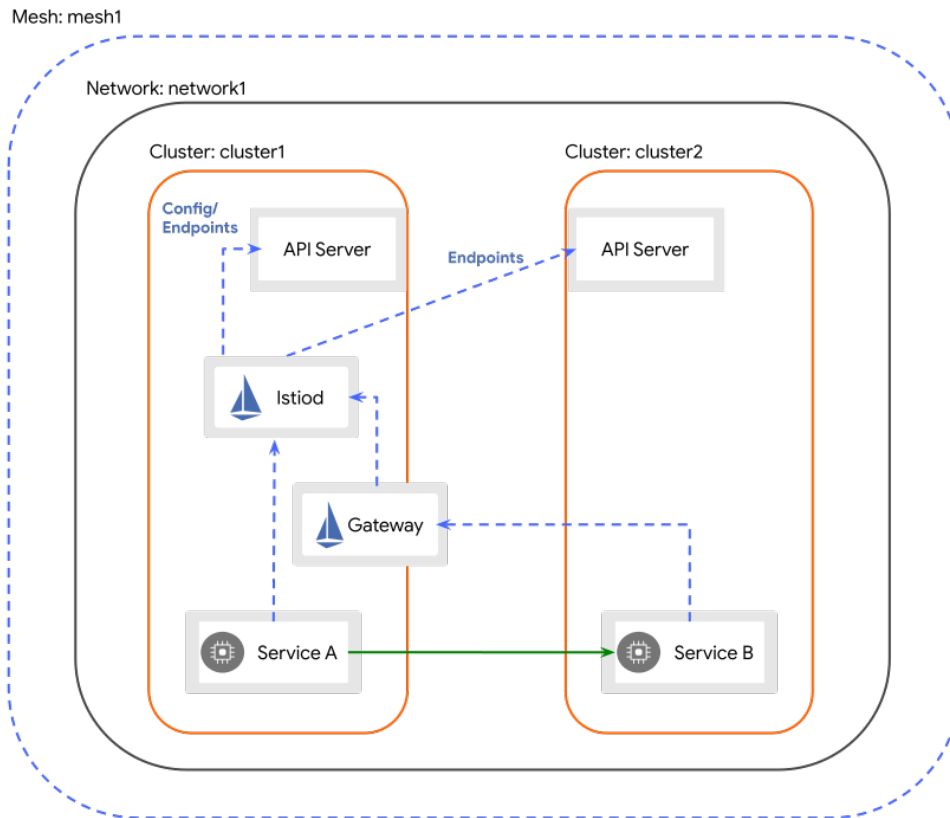 Mesh: mesh1
Network: network1
Cluster: cluster1
Cluster: cluster2
Config/
Endpoints
API Server
Endpoints
API Server
Istiod
Gateway
Service A
Service B